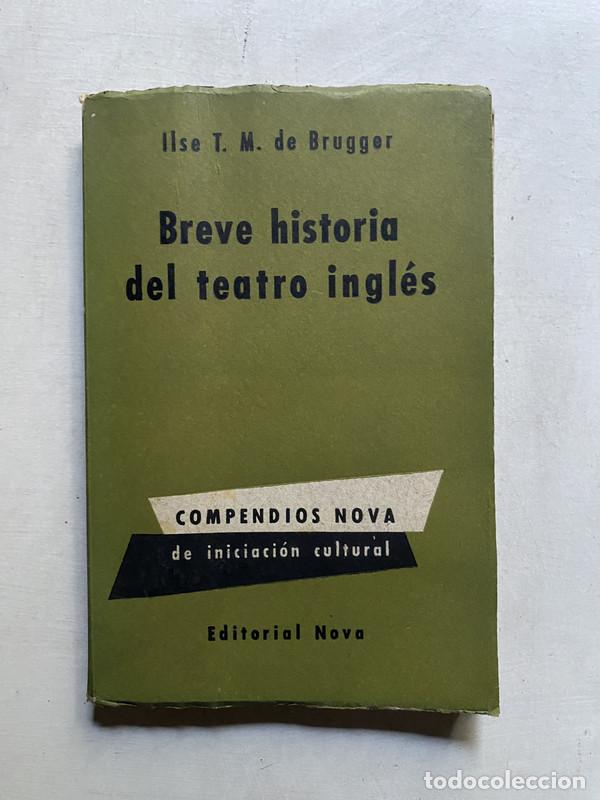 Ilse T. M. de Brugger
Breve historia
del teatro inglés
COMPENDIOS NOVA
de iniciación cultural
Editorial Nova
todocoleccion